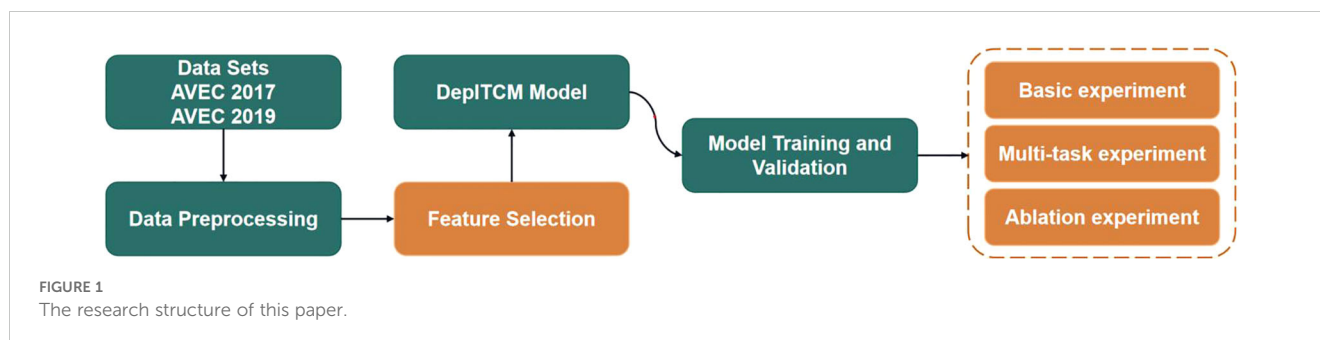 Data Sets
AVEC 2017
AVEC 2019
Data Preprocessing
Feature Selection
DepITCM Model
Model Training and
Validation
Basic experiment
Multi-task experiment
Ablation experiment
FIGURE 1
The research structure of this paper.